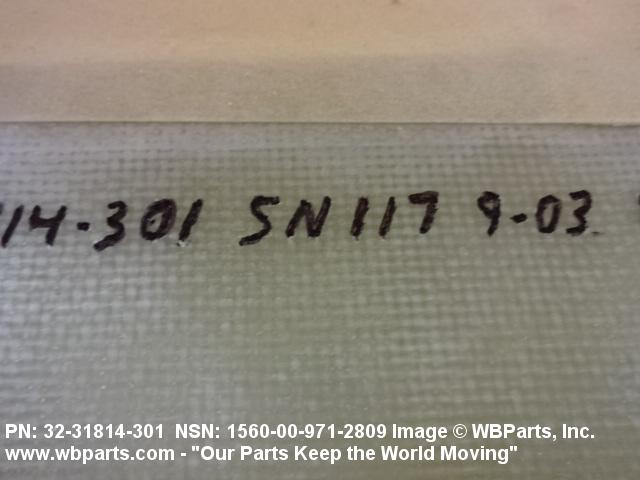 14-301 SN117 9-03
PN: 32-31814-301 NSN: 1560-00-971-2809 Image © WBParts, Inc.
www.wbparts.com - "Our Parts Keep the World Moving"